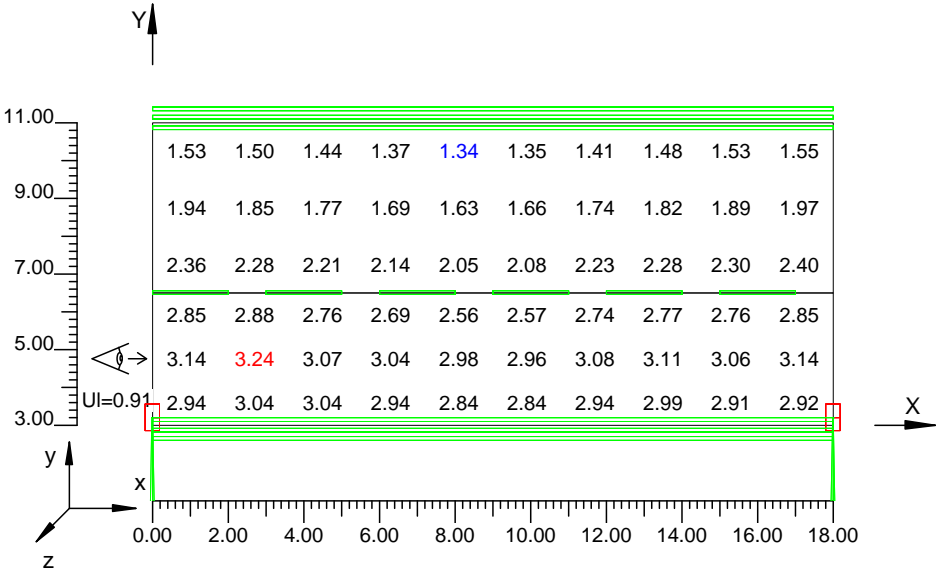 Y
11.00
1.53 1.50 1.44 1.37 1.34 1.35 1.41 1.48 1.53 1.55
9.00
1.94 1.85 1.77 1.69 1.63 1.66 1.74 1.82 1.89 1.97
7.00
2.36 2.28 2.21 2.14 2.05 2.08 2.23 2.28 2.30 2.40
2.85 2.88 2.76 2.69 2.56 2.57 2.74 2.77 2.76 2.85
5.00
3.14 3.24 3.07 3.04 2.98 2.96 3.08 3.11 3.06 3.14
UI=0.91
2.94 3.04 3.04 2.94 2.84 2.84 2.94 2.99 2.91 2.92
X
3.00
y
x
z
0.00 2.00 4.00 6.00 8.00 10.00 12.00 14.00 16.00 18.00